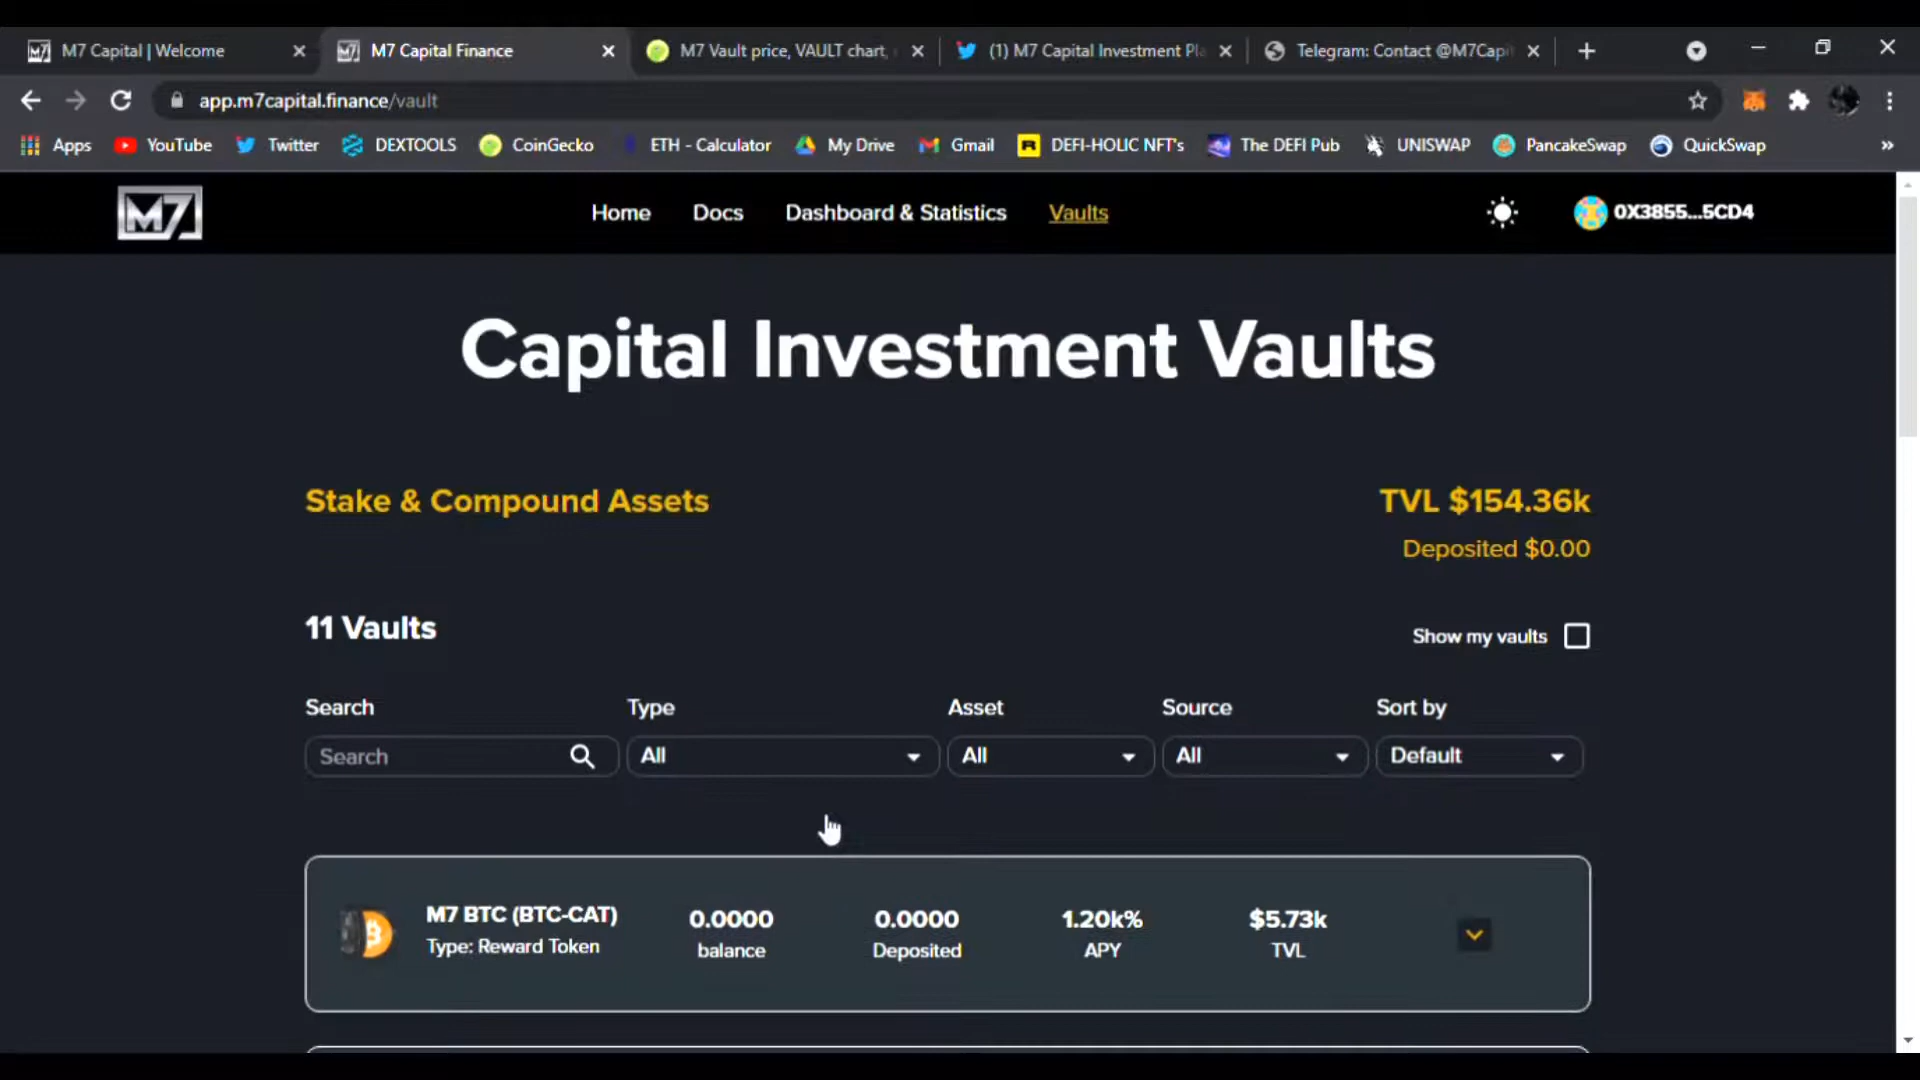 M7 Capital | Welcome
M7 Capital Finance
M7 Vault price, VAULT chart,
(1) M7 Capital Investment Pla
Telegram: Contact @M7Capi
app.m7capital.finance/vault
Apps
YouTube
Twitter
DEXTOOLS
CoinGecko
ETH - Calculator
My Drive
Gmail
DEFI-HOLIC NFT's
The DEFI Pub
UNISWAP
PancakeSwap
QuickSwap
»
M7
Home
Docs
Dashboard & Statistics
Vaults
0X3855...5CD4
Capital Investment Vaults
Stake & Compound Assets
TVL $154.36k
Deposited $0.00
11 Vaults
Show my vaults
Search
Type
Asset
Source
Sort by
Search
All
All
All
Default
M7 BTC (BTC-CAT)
Type: Reward Token
0.0000
balance
0.0000
Deposited
1.20k%
APY
$5.73k
TVL